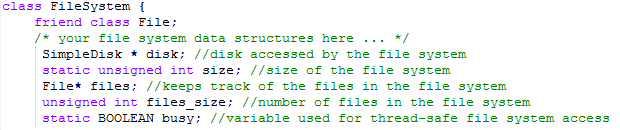 class FileSystem {
friend class File;
/* your file system data structures here ... */
SimpleDisk * disk; //disk accessed by the file system
static unsigned int size; //size of the file system
File* files; //keeps track of the files in the file system
unsigned int files_size; //number of files in the file system
static BOOLEAN busy; //variable used for thread-safe file system access